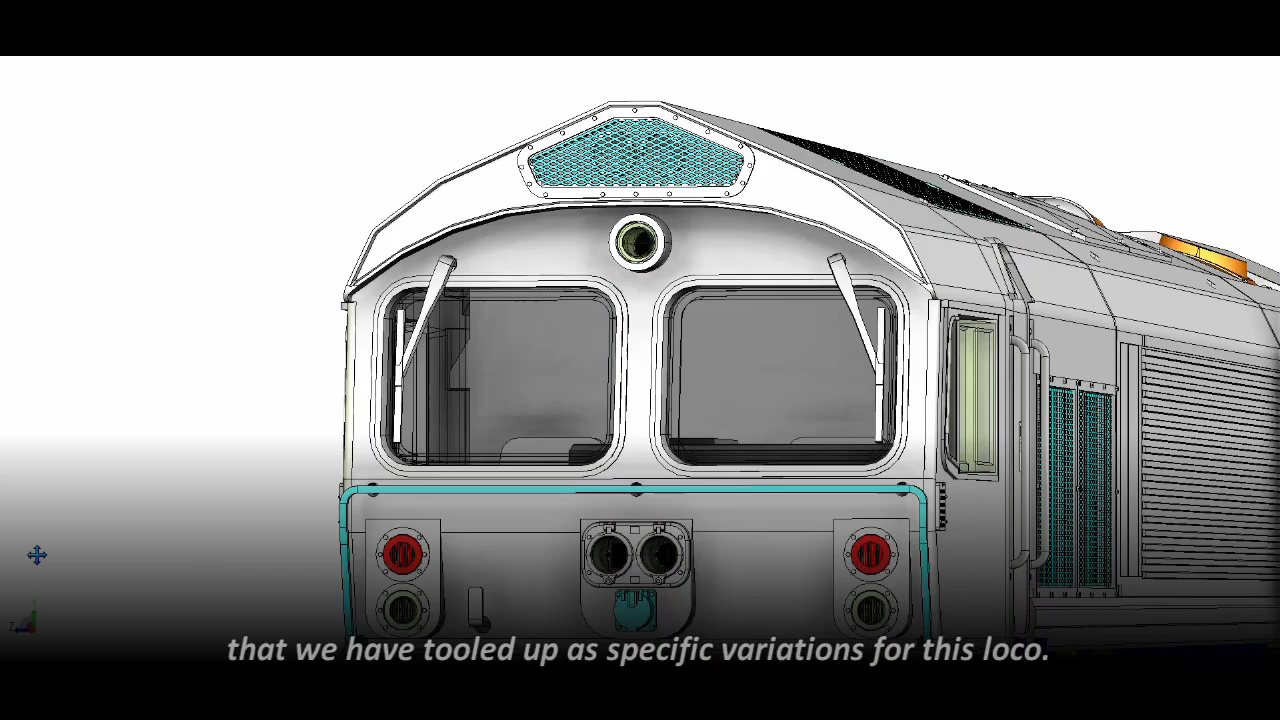 that we have tooled up as specific variations for this loco.